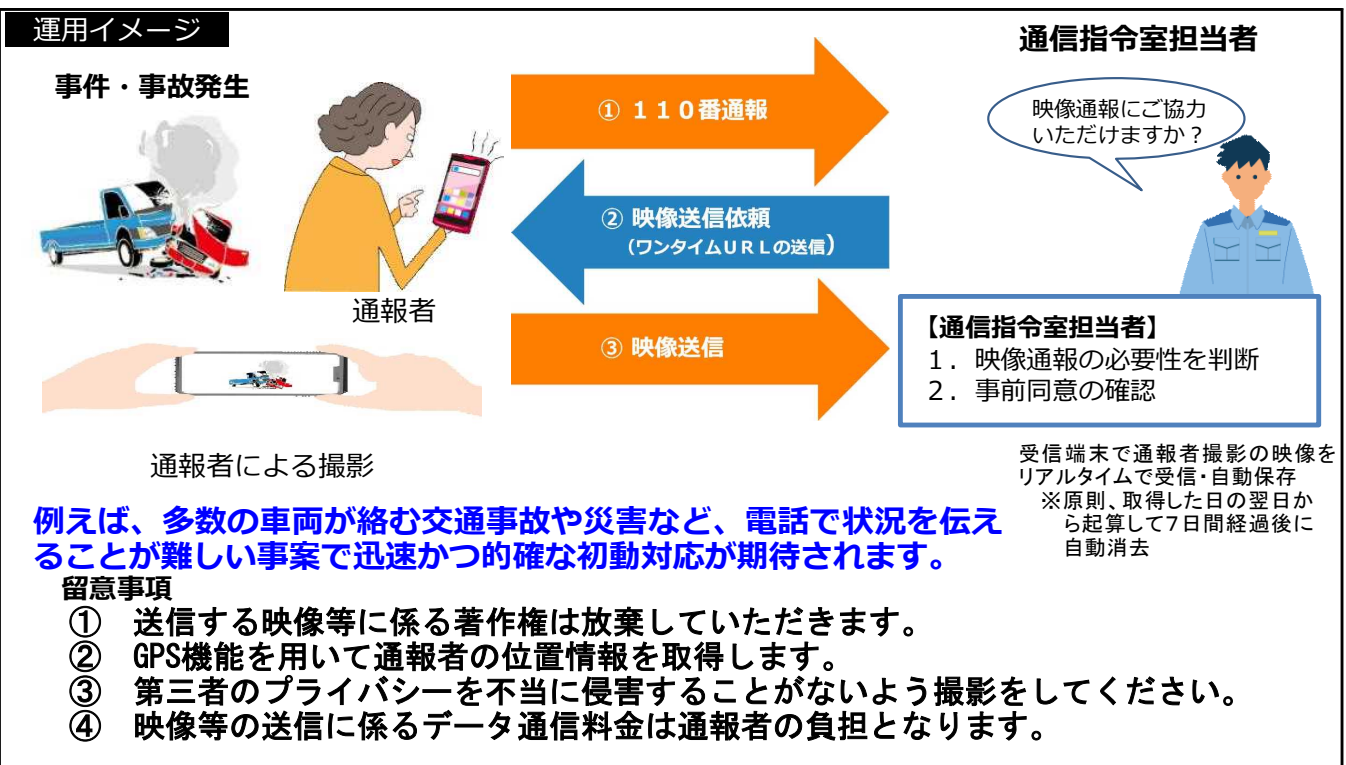 運用イメージ
通信指令室担当者
事件・事故発生
① １１０番通報
映像通報にご協力
いただけますか？
② 映像送信依頼
（ワンタイムＵＲＬの送信）
通報者
③ 映像送信
【通信指令室担当者】
１．映像通報の必要性を判断
２．事前同意の確認
通報者による撮影
受信端末で通報者撮影の映像を
リアルタイムで受信・自動保存
※原則、取得した日の翌日か
ら起算して７日間経過後に
自動消去
例えば、多数の車両が絡む交通事故や災害など、電話で状況を伝え
ることが難しい事案で迅速かつ的確な初動対応が期待されます。
留意事項
①　送信する映像等に係る著作権は放棄していただきます。
②　GPS機能を用いて通報者の位置情報を取得します。
③　第三者のプライバシーを不当に侵害することがないよう撮影をしてください。
④　映像等の送信に係るデータ通信料金は通報者の負担となります。